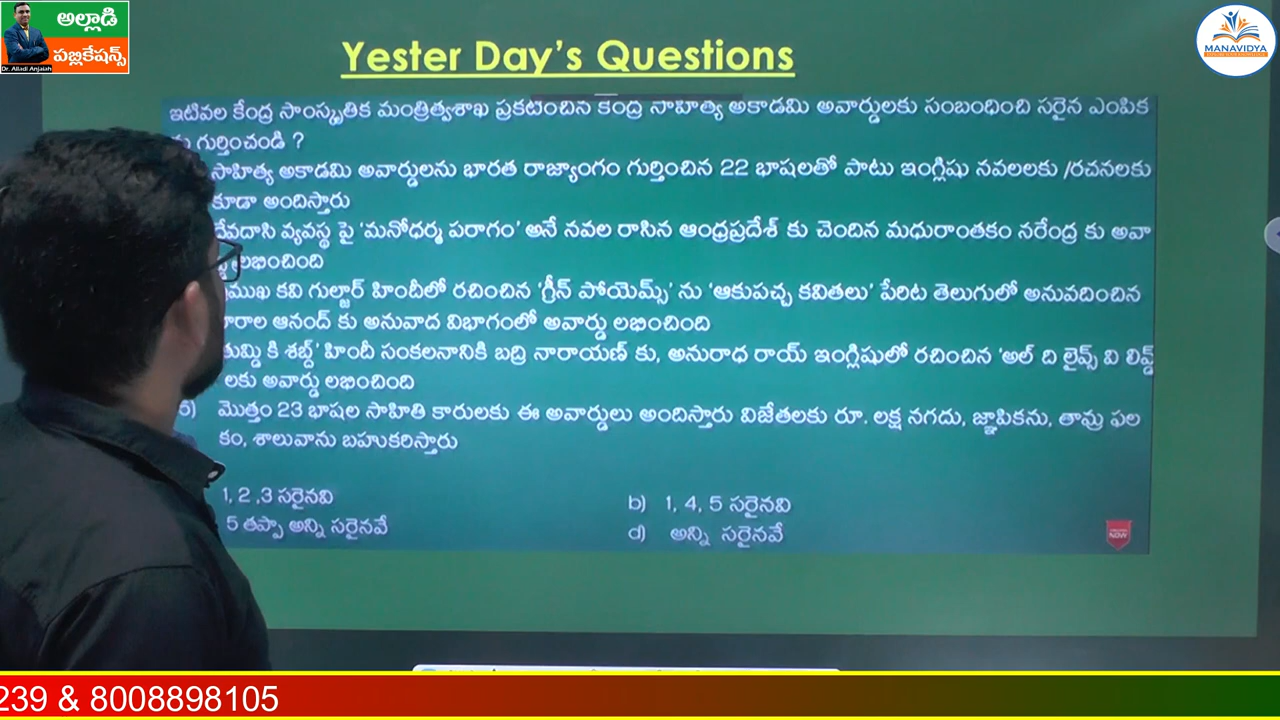 అల్లాడి
పబ్లికేషన్స్
Dr. Alladi Anjaiah
MANAVIDYA
Yester Day's Questions
ఇటీవల కేంద్ర సాంస్కృతిక మంత్రిత్వశాఖ ప్రకటించిన కేంద్ర సాహిత్య అకాడమి అవార్డులకు సంబంధించి సరైన ఎంపిక
గుర్తించండి ?
సాహిత్య అకాడమి అవార్డులను భారత రాజ్యాంగం గుర్తించిన 22 భాషలతో పాటు ఇంగ్లిషు నవలలకు /రచనలకు
కూడా అందిస్తారు
దేవదాసి వ్యవస్థ పై 'మనోధర్మ పరాగం' అనే నవల రాసిన ఆంధ్రప్రదేశ్ కు చెందిన మధురాంతకం నరేంద్ర కు అవా
లభించింది
ముఖ కవి గుల్జార్ హిందీలో రచించిన 'గ్రీన్ పోయెమ్స్' ను 'ఆకుపచ్చ కవితలు' పేరిట తెలుగులో అనువదించిన
వారాల ఆనంద్ కు అనువాద విభాగంలో అవార్డు లభించింది
కుమ్డి కి శబ్ద్' హిందీ సంకలనానికి బద్రి నారాయణ్ కు, అనురాధ రాయ్ ఇంగ్లిషులో రచించిన 'అల్ ది లైవ్స్ వి లివ్డ్
లకు అవార్డు లభించింది
5) మొత్తం 23 భాషల సాహితి కారులకు ఈ అవార్డులు అందిస్తారు విజేతలకు రూ. లక్ష నగదు, జ్ఞాపికను, తామ్ర ఫల
కం, శాలువాను బహుకరిస్తారు
1, 2 ,3 సరైనవి
b) 1, 4, 5 సరైనవి
5 తప్పా అన్ని సరైనవే
d) అన్ని సరైనవే
NOW
239 & 8008898105